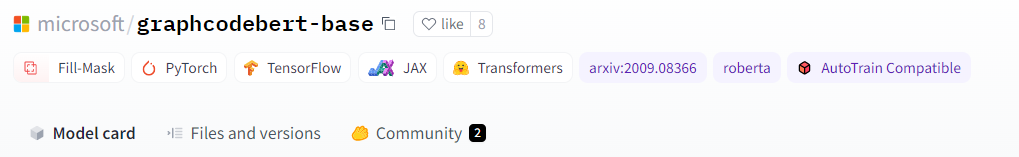 microsoft/graphcodebert-base like 8
Fill-Mask PyTorch TensorFlow JAX Transformers arxiv:2009.08366 roberta AutoTrain Compatible
Model card Files and versions Community 2